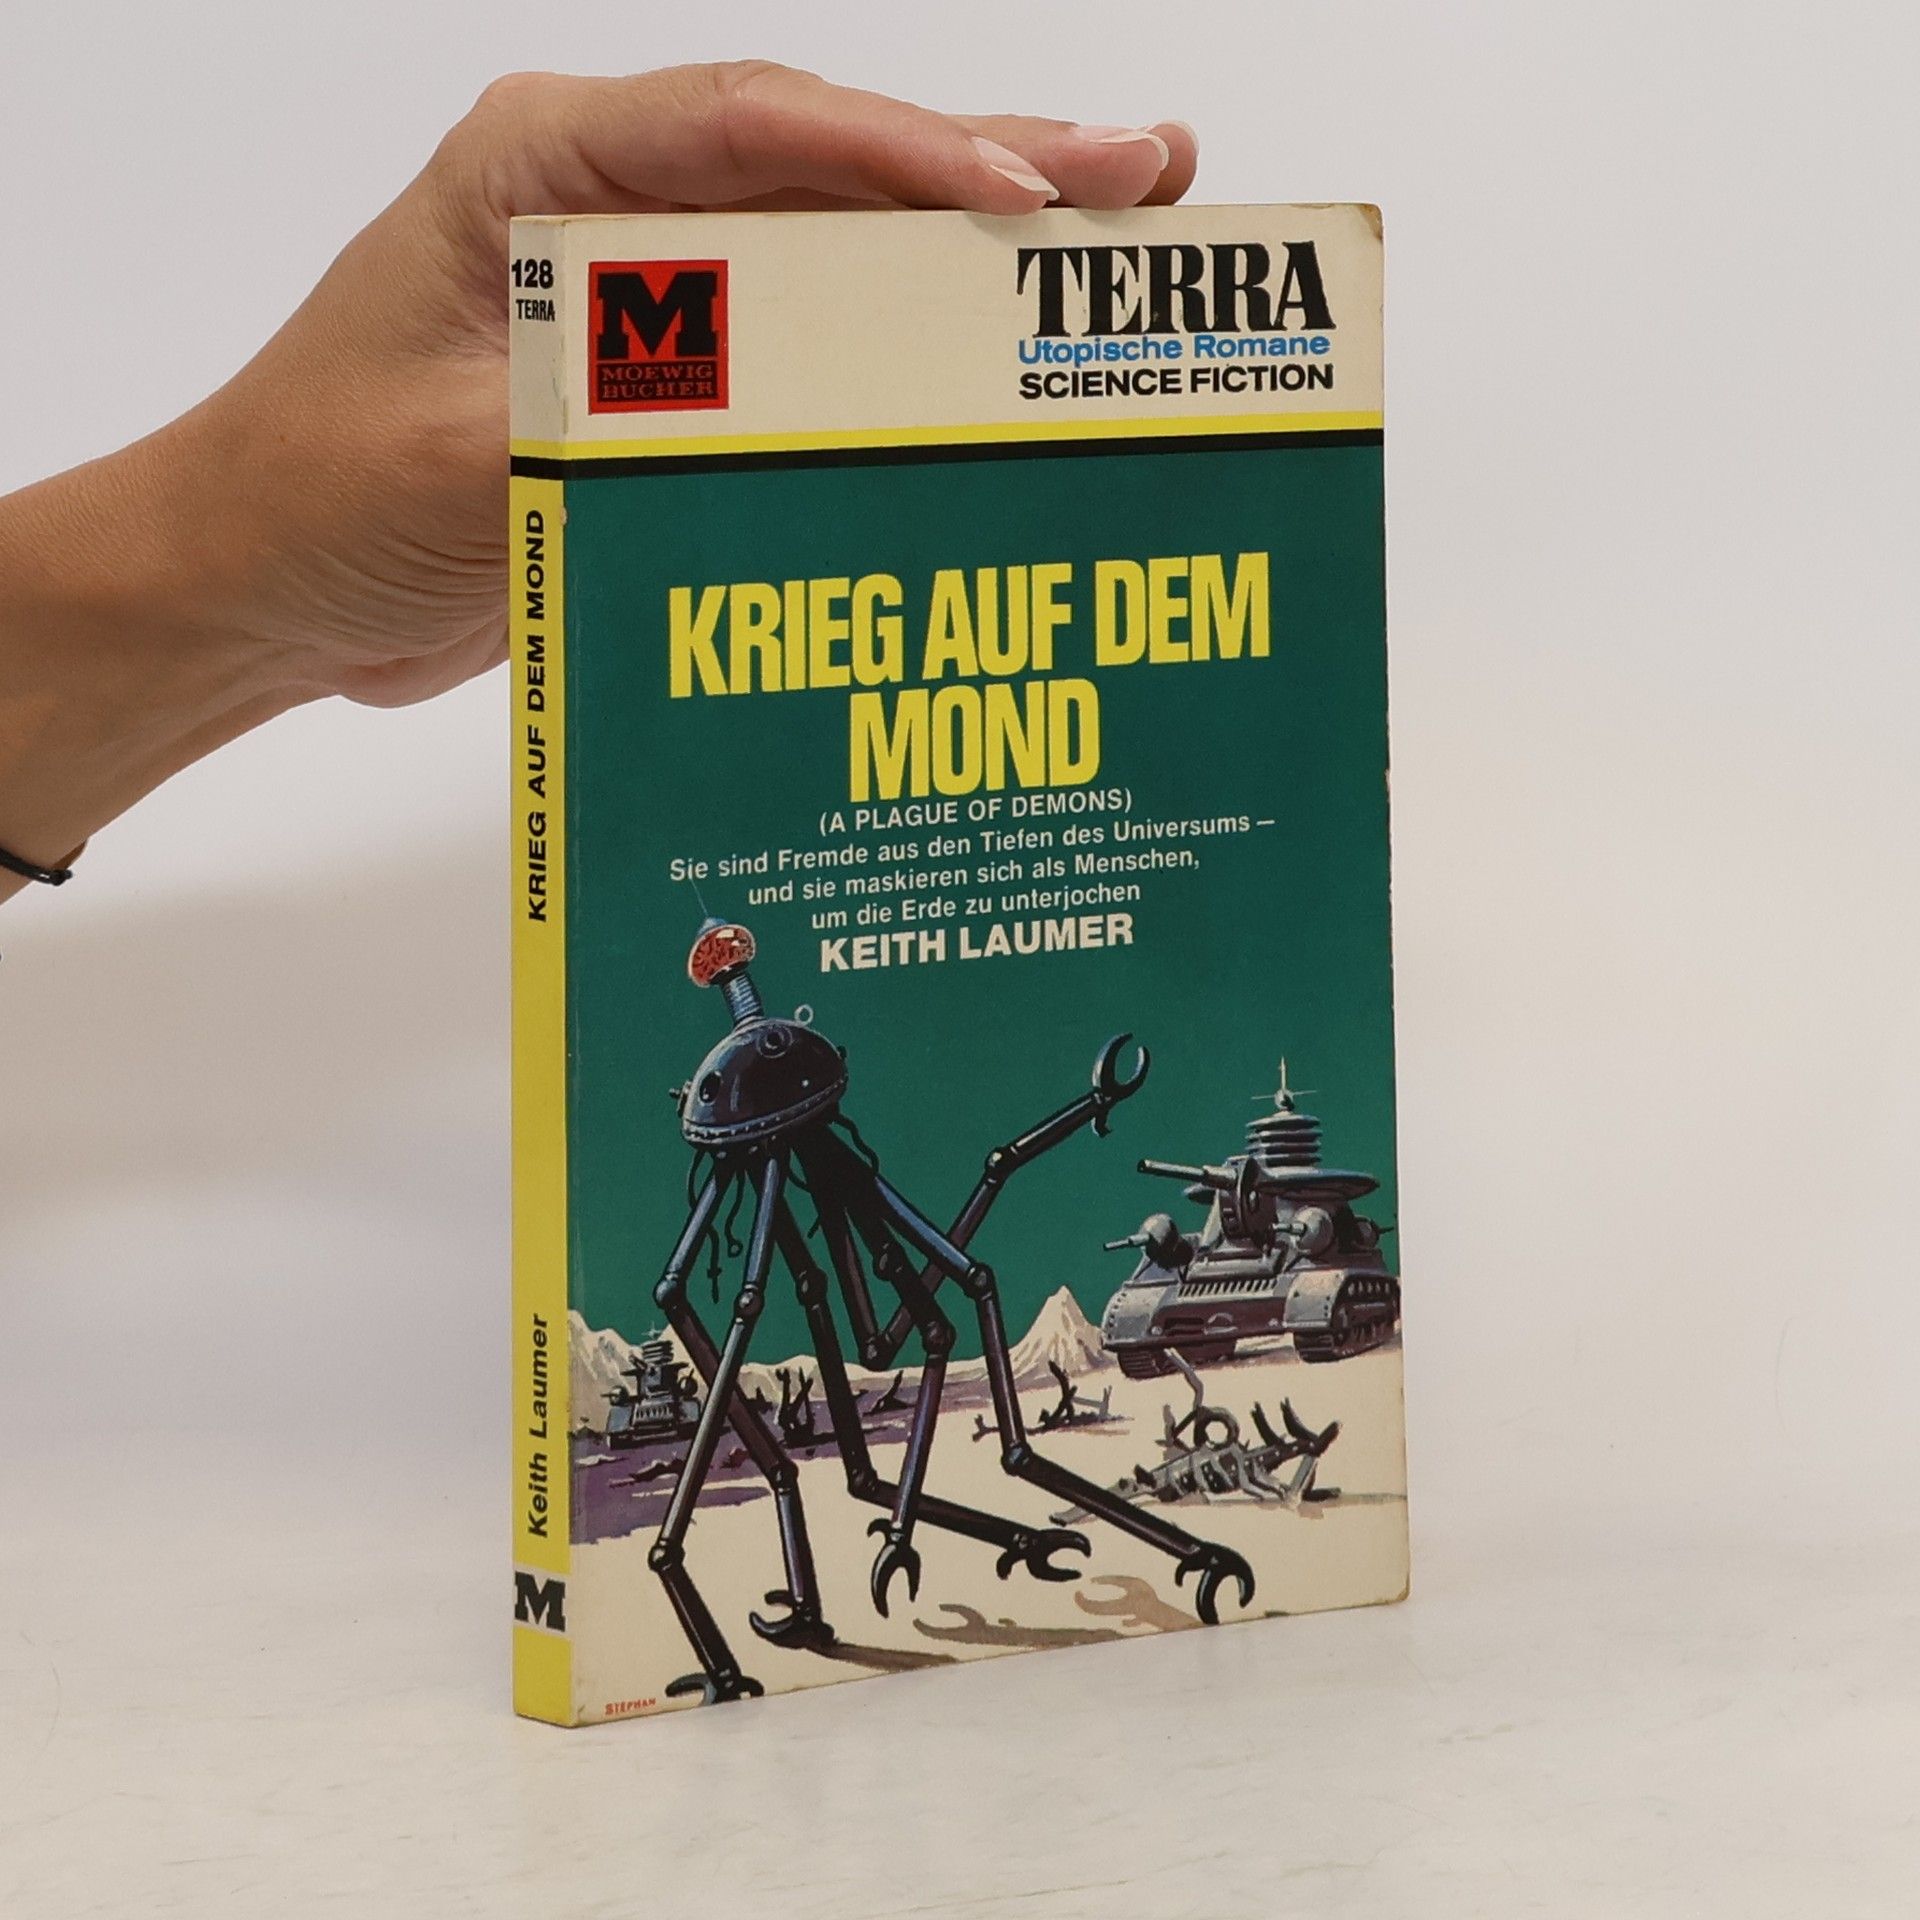 128
TERRA
KRIEG AUF DEM MOND
Keith Laumer
M
M
MOEWIG
BUCHER
TERRA
Utopische Romane
SCIENCE FICTION
KRIEG AUF DEM
MOND
(A PLAGUE OF DEMONS)
Sie sind Fremde aus den Tiefen des Universums –
und sie maskieren sich als Menschen,
um die Erde zu unterjochen
KEITH LAUMER
STEPHAN